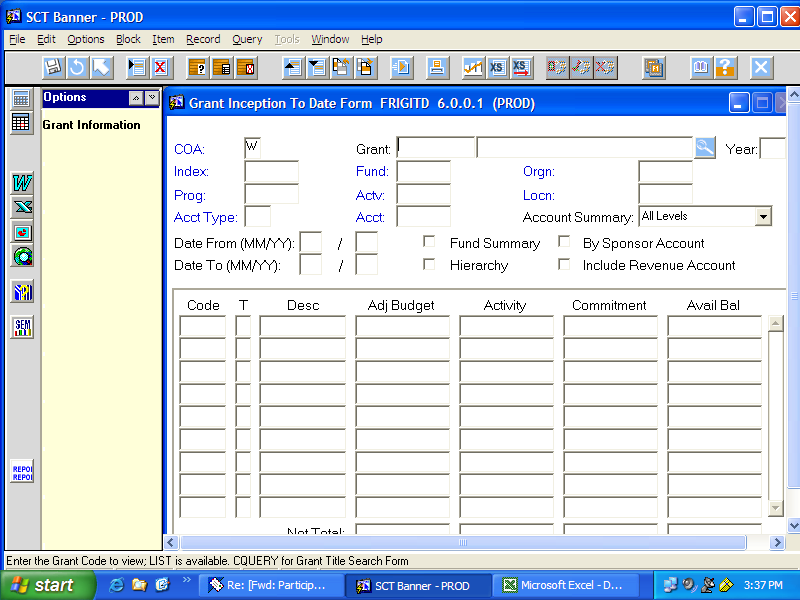 SCT Banner - PROD
File Edit Options Block Item Record Query Tools Window Help
Options
Grant Information
Grant Inception To Date Form FRIGITD 6.0.0.1 (PROD)
COA: W Grant: Year:
Index: Fund: Orgn:
Prog: Actv: Locn:
Acct Type: Acct: Account Summary: All Levels
Date From (MM/YY): / Fund Summary By Sponsor Account
Date To (MM/YY): / Hierarchy Include Revenue Account
Code T Desc Adj Budget Activity Commitment Avail Bal
Net Total:
SEM
REPO
REPO
Enter the Grant Code to view; LIST is available. CQUERY for Grant Title Search Form
start Re: [Fwd: Particip... SCT Banner - PROD Microsoft Excel - D... 3:37 PM